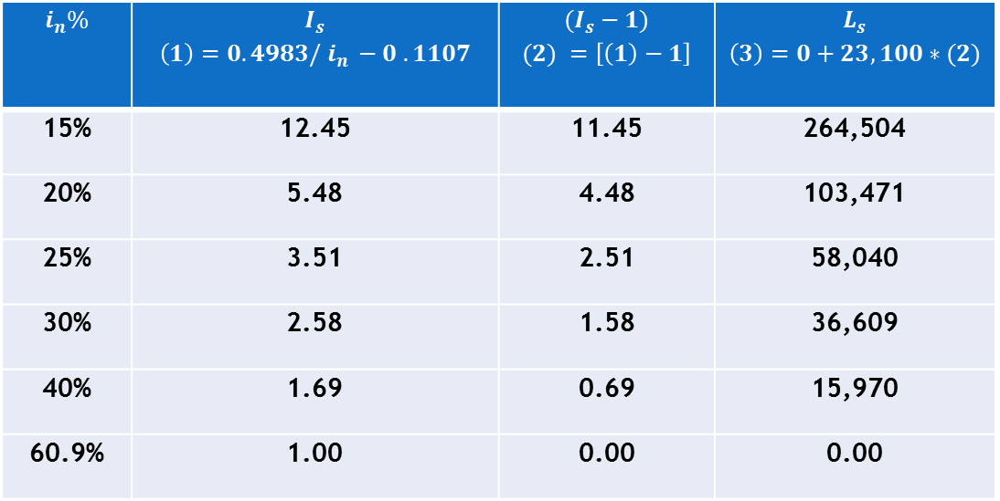 i_n% I_s (I_s − 1) L_s
(1) = 0.4983/ i_n − 0.1107 (2) = [(1) − 1] (3) = 0 + 23,100 * (2)
15% 12.45 11.45 264,504
20% 5.48 4.48 103,471
25% 3.51 2.51 58,040
30% 2.58 1.58 36,609
40% 1.69 0.69 15,970
60.9% 1.00 0.00 0.00